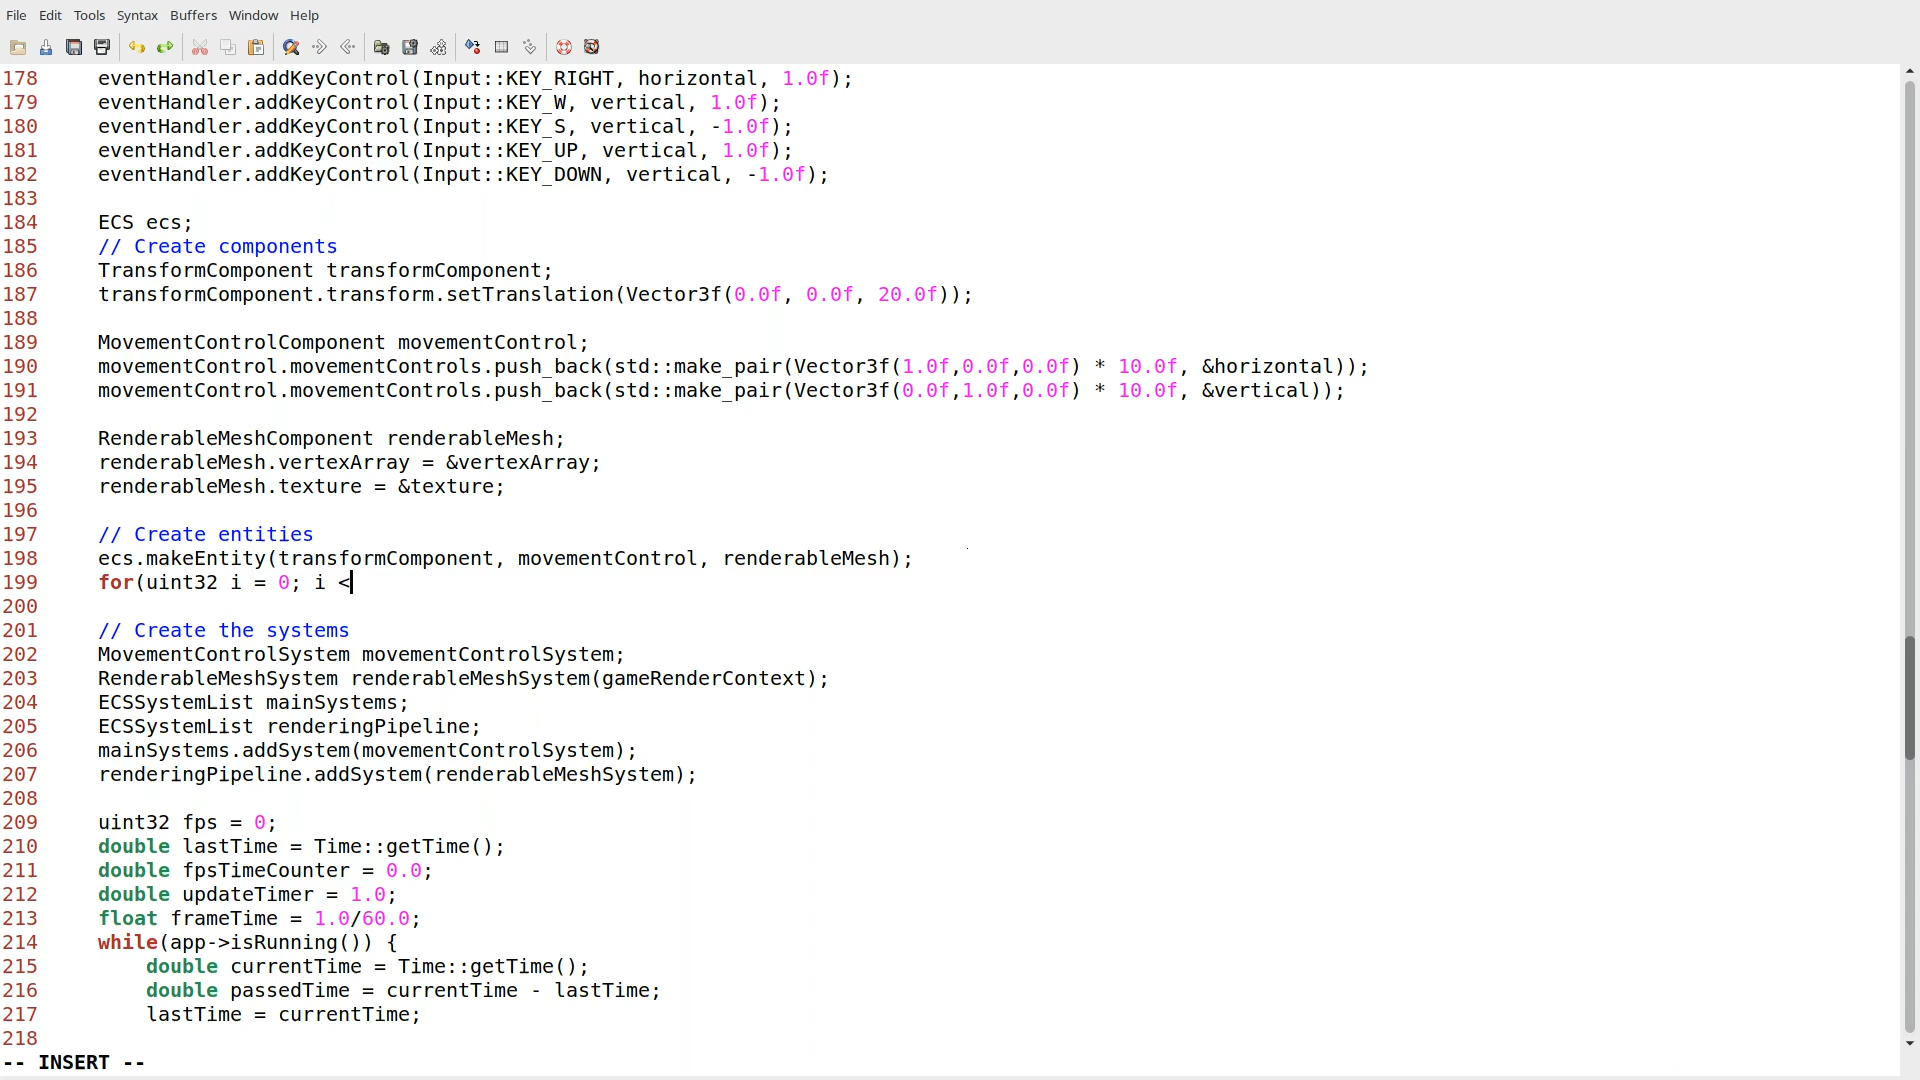 File Edit Tools Syntax Buffers Window Help
178 eventHandler.addKeyControl(Input::KEY_RIGHT, horizontal, 1.0f);
179 eventHandler.addKeyControl(Input::KEY_W, vertical, 1.0f);
180 eventHandler.addKeyControl(Input::KEY_S, vertical, -1.0f);
181 eventHandler.addKeyControl(Input::KEY_UP, vertical, 1.0f);
182 eventHandler.addKeyControl(Input::KEY_DOWN, vertical, -1.0f);
183
184 ECS ecs;
185 // Create components
186 TransformComponent transformComponent;
187 transformComponent.transform.setTranslation(Vector3f(0.0f, 0.0f, 20.0f));
188
189 MovementControlComponent movementControl;
190 movementControl.movementControls.push_back(std::make_pair(Vector3f(1.0f,0.0f,0.0f) * 10.0f, &horizontal));
191 movementControl.movementControls.push_back(std::make_pair(Vector3f(0.0f,1.0f,0.0f) * 10.0f, &vertical));
192
193 RenderableMeshComponent renderableMesh;
194 renderableMesh.vertexArray = &vertexArray;
195 renderableMesh.texture = &texture;
196
197 // Create entities
198 ecs.makeEntity(transformComponent, movementControl, renderableMesh);
199 for(uint32 i = 0; i <
200
201 // Create the systems
202 MovementControlSystem movementControlSystem;
203 RenderableMeshSystem renderableMeshSystem(gameRenderContext);
204 ECSSystemList mainSystems;
205 ECSSystemList renderingPipeline;
206 mainSystems.addSystem(movementControlSystem);
207 renderingPipeline.addSystem(renderableMeshSystem);
208
209 uint32 fps = 0;
210 double lastTime = Time::getTime();
211 double fpsTimeCounter = 0.0;
212 double updateTimer = 1.0;
213 float frameTime = 1.0/60.0;
214 while(app->isRunning()) {
215 double currentTime = Time::getTime();
216 double passedTime = currentTime - lastTime;
217 lastTime = currentTime;
218
-- INSERT --